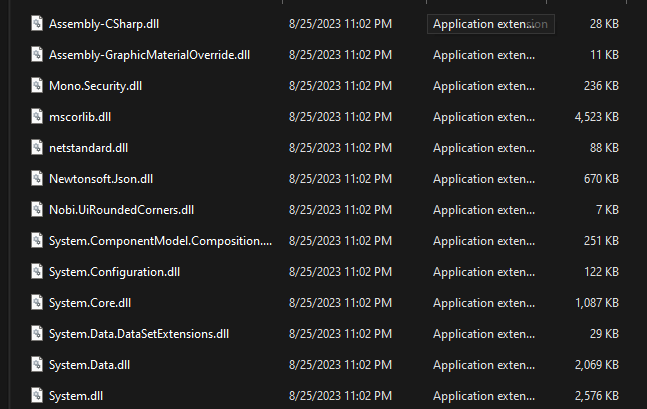 Assembly-CSharp.dll 8/25/2023 11:02 PM Application exten...sion 28 KB
Assembly-GraphicMaterialOverride.dll 8/25/2023 11:02 PM Application exten... 11 KB
Mono.Security.dll 8/25/2023 11:02 PM Application exten... 236 KB
mscorlib.dll 8/25/2023 11:02 PM Application exten... 4,523 KB
netstandard.dll 8/25/2023 11:02 PM Application exten... 88 KB
Newtonsoft.Json.dll 8/25/2023 11:02 PM Application exten... 670 KB
Nobi.UiRoundedCorners.dll 8/25/2023 11:02 PM Application exten... 7 KB
System.ComponentModel.Composition.... 8/25/2023 11:02 PM Application exten... 251 KB
System.Configuration.dll 8/25/2023 11:02 PM Application exten... 122 KB
System.Core.dll 8/25/2023 11:02 PM Application exten... 1,087 KB
System.Data.DataSetExtensions.dll 8/25/2023 11:02 PM Application exten... 29 KB
System.Data.dll 8/25/2023 11:02 PM Application exten... 2,069 KB
System.dll 8/25/2023 11:02 PM Application exten... 2,576 KB